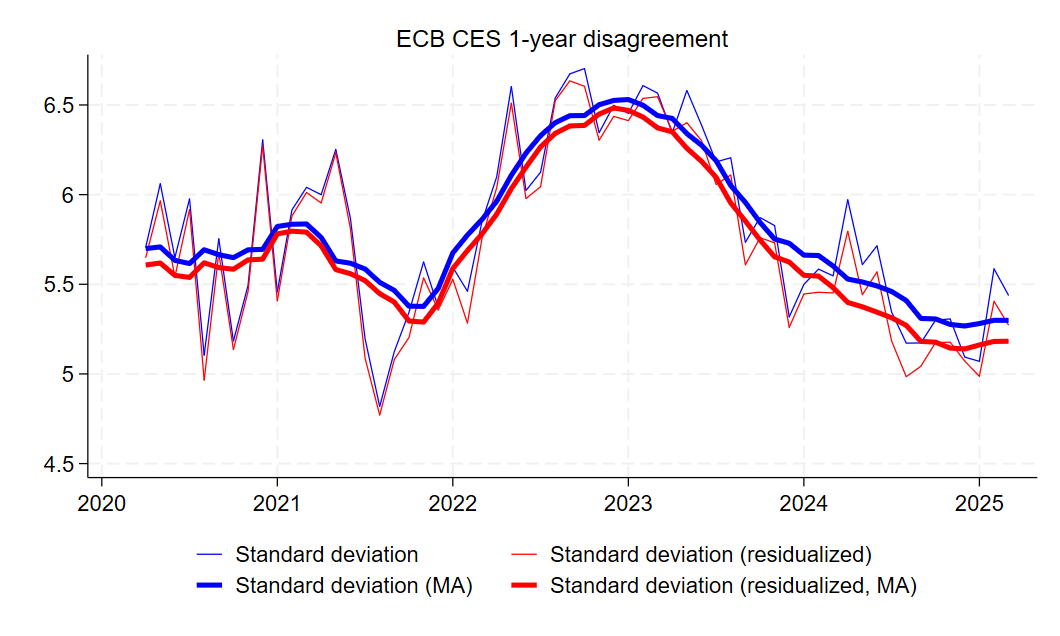 ECB CES 1-year disagreement
6.5
6
5.5
5
4.5
2020 2021 2022 2023 2024 2025
Standard deviation Standard deviation (residualized)
Standard deviation (MA) Standard deviation (residualized, MA)